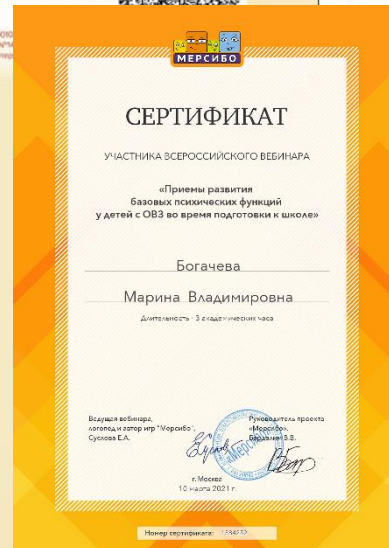 МЕРСИБО
СЕРТИФИКАТ
УЧАСТНИКА ВСЕРОССИЙСКОГО ВЕБИНАРА
«Приемы развития
базовых психических функций
у детей с ОВЗ во время подготовки к школе»
Богачева
Марина Владимировна
Длительность - 3 академических часа
Ведущая вебинара,
логопед и автор игр "Мерсибо",
Суслова Е.А.
Руководитель проекта
«Мерсибо»,
г. Москва
10 марта 2021 г.
Номер сертификата: